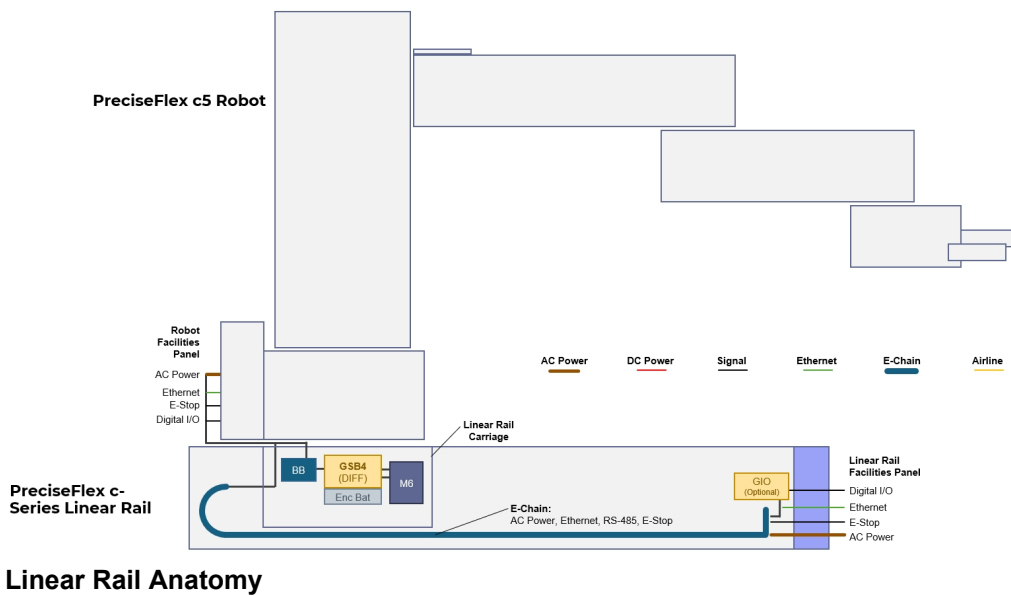 PreciseFlex c5 Robot
Robot
Facilities
Panel
AC Power
Ethernet
E-Stop
Digital I/O
AC Power
DC Power
Signal
Ethernet
E-Chain
Airline
Linear Rail
Carriage
BB
GSB4
(DIFF)
Enc Bat
M6
PreciseFlex c-
Series Linear Rail
E-Chain:
AC Power, Ethernet, RS-485, E-Stop
GIO
(Optional)
Linear Rail
Facilities Panel
Digital I/O
Ethernet
E-Stop
AC Power
Linear Rail Anatomy